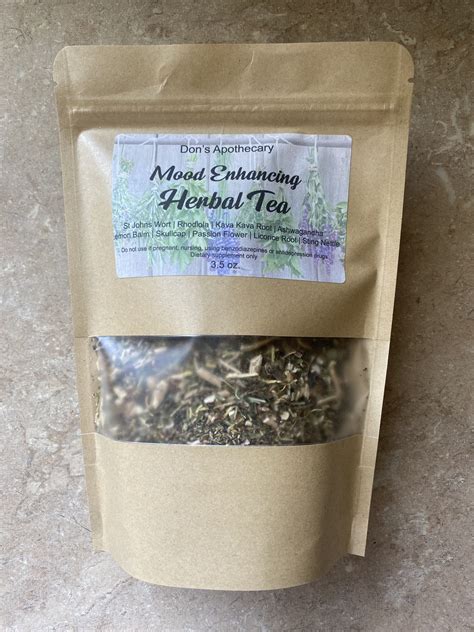 Don's Apothecary
Mood Enhancing
Herbal Tea
St Johns Wort | Rhodiola | Kava Kava Root | Ashwagandha
Lemon Balm | Skullcap | Passion Flower | Licorice Root | Sting Nettle
Do not use if pregnant, nursing, using benzodiazepines or antidepression drugs.
Dietary supplement only
3.5 oz.